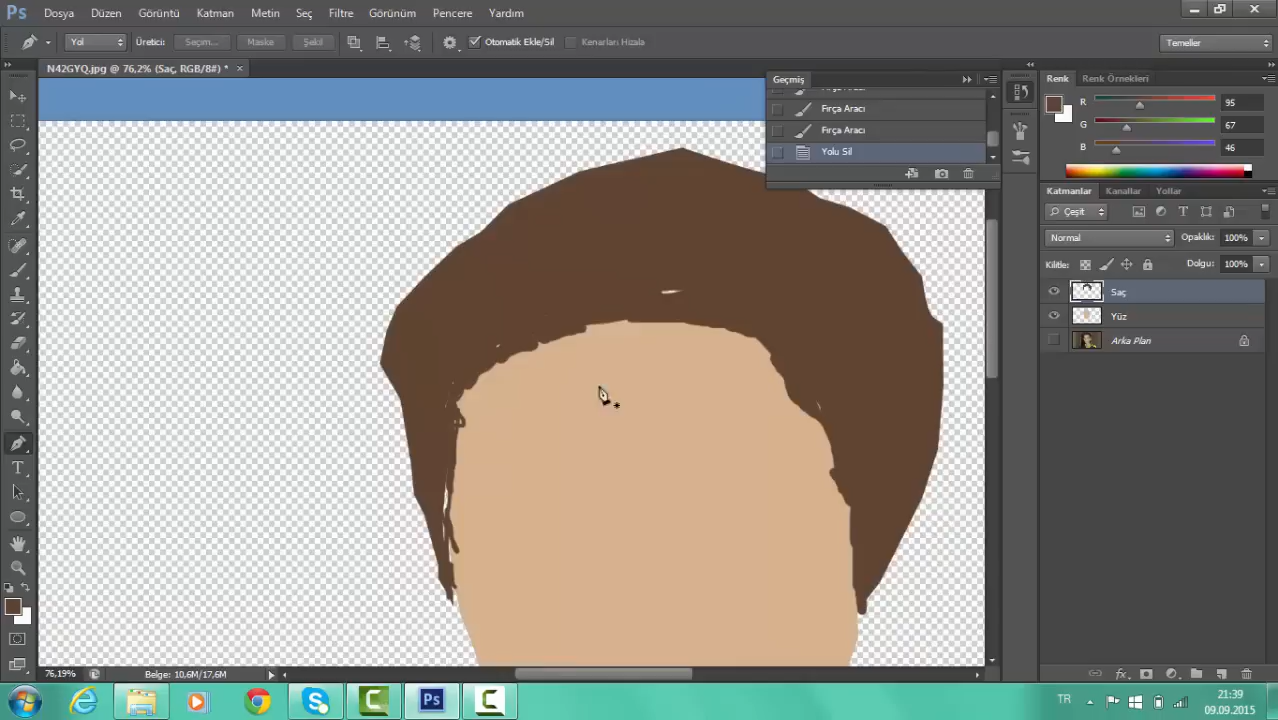 Ps Dosya Düzen Görüntü Katman Metin Seç Filtre Görünüm Pencere Yardım
Yol Üretici: Seçim... Maske Şekil Otomatik Ekle/Sil Kenarları Hizala Temeller
N42GYQ.jpg @ 76,2% (Saç, RGB/8#) * ×
Geçmiş
Fırça Aracı
Fırça Aracı
Yolu Sil
Renk Renk Örnekleri
R 95
G 67
B 46
Katmanlar Kanallar Yollar
Çeşit
Normal Opaklık: 100%
Kilitle: Dolgu: 100%
Saç
Yüz
Arka Plan
76,19% Belge: 10,6M/17,6M
Ps
TR
21:39
09.09.2015